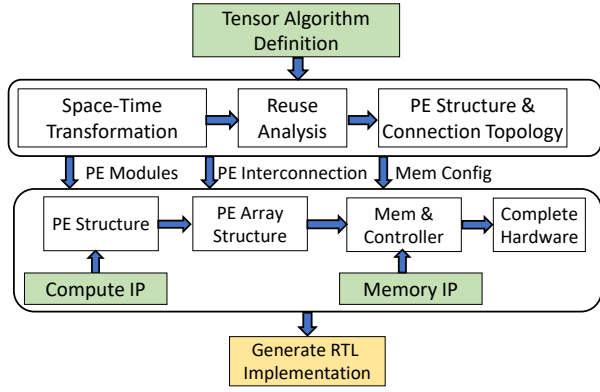 Tensor Algorithm
Definition
Space-Time
Transformation
Reuse
Analysis
PE Structure &
Connection Topology
PE Modules
PE Interconnection
Mem Config
PE Structure
PE Array
Structure
Mem &
Controller
Complete
Hardware
Compute IP
Memory IP
Generate RTL
Implementation